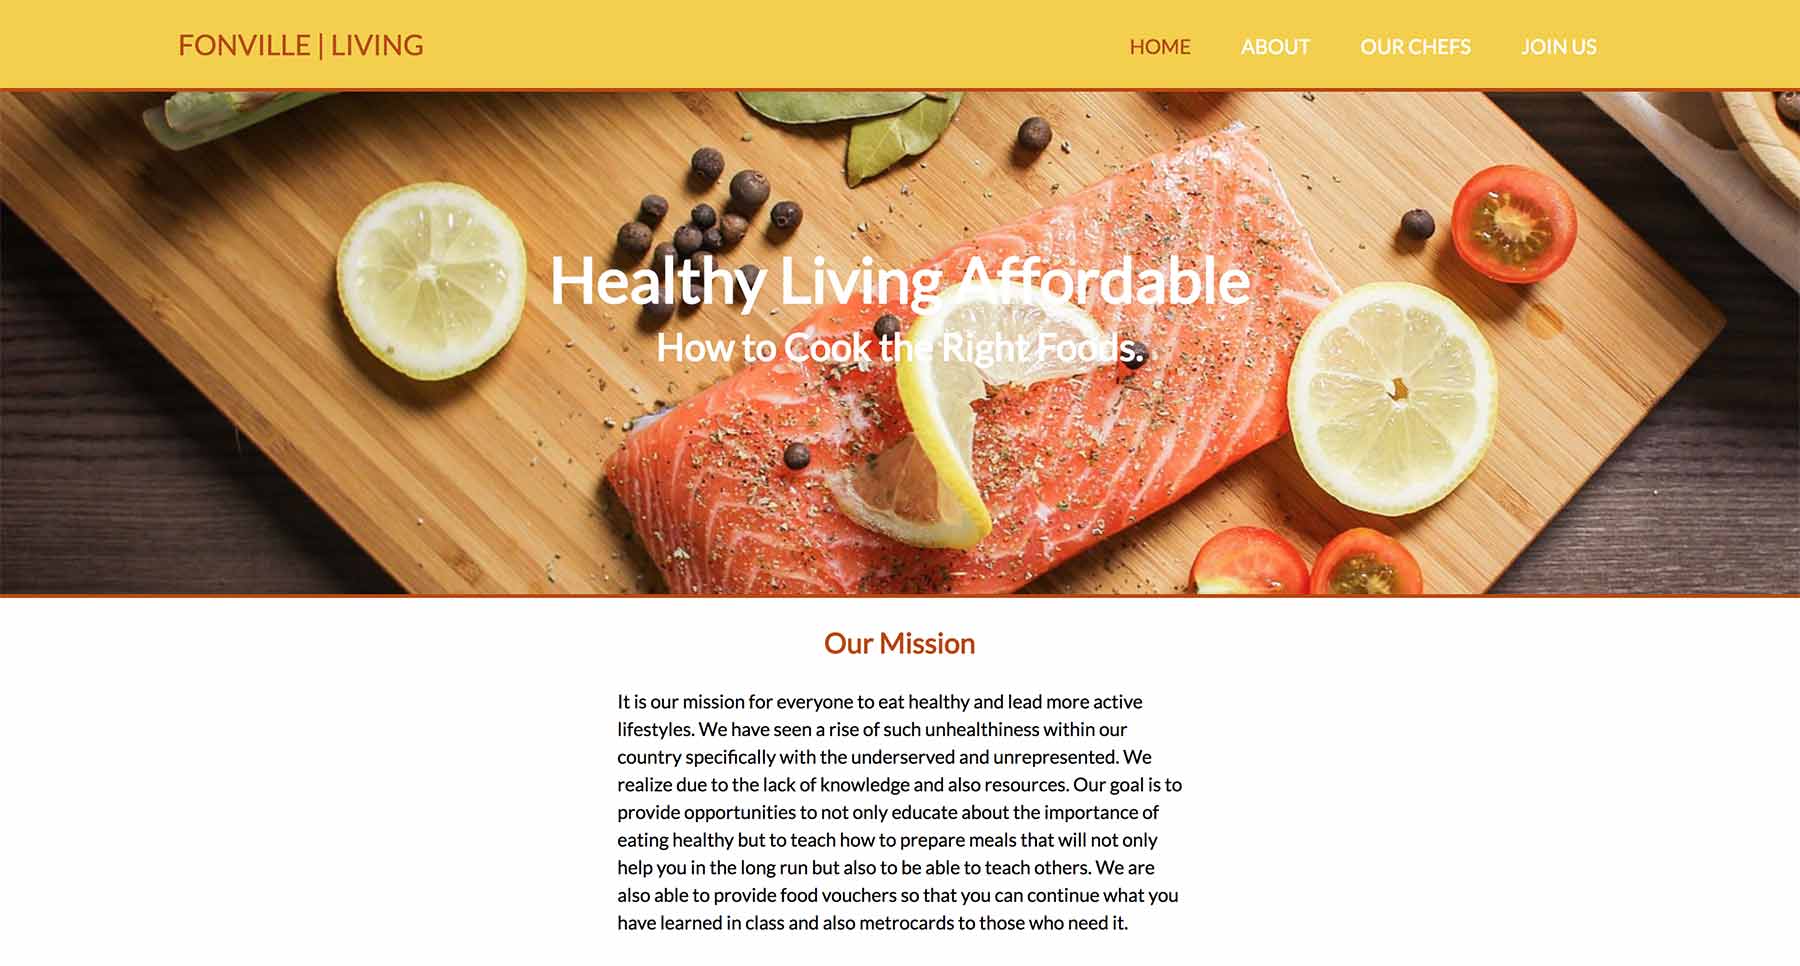 FONVILLE | LIVING
HOME ABOUT OUR CHEFS JOIN US
Healthy Living Affordable
How to Cook the Right Foods.
Our Mission
It is our mission for everyone to eat healthy and lead more active
lifestyles. We have seen a rise of such unhealthiness within our
country specifically with the underserved and unrepresented. We
realize due to the lack of knowledge and also resources. Our goal is to
provide opportunities to not only educate about the importance of
eating healthy but to teach how to prepare meals that will not only
help you in the long run but also to be able to teach others. We are
also able to provide food vouchers so that you can continue what you
have learned in class and also metrocards to those who need it.